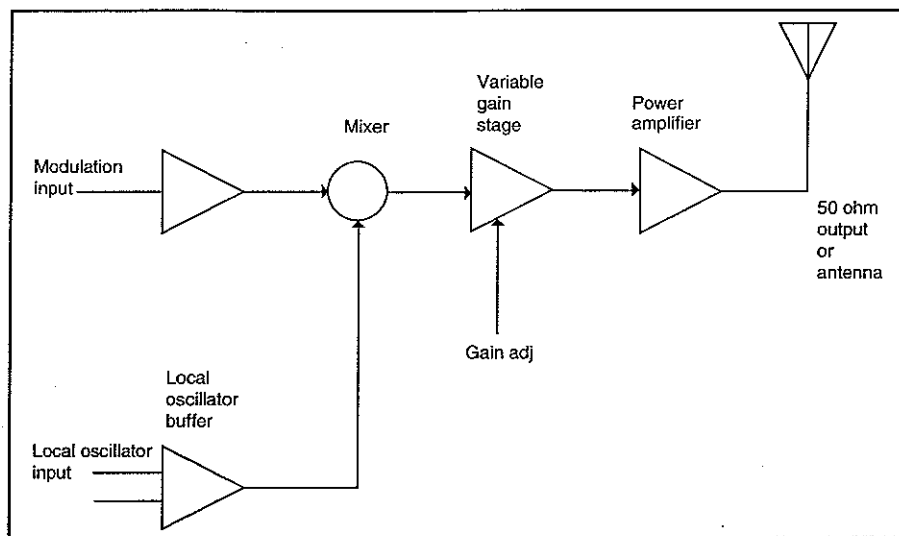 Variable
gain
stage
Power
amplifier
Mixer
Modulation
input
50 ohm
output
or
antenna
Gain adj
Local
oscillator
buffer
Local oscillator
input